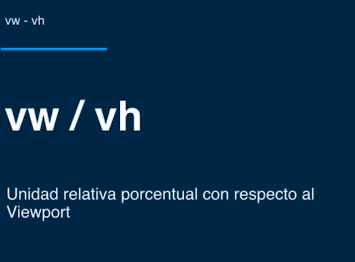 vw - vh
vw / vh
Unidad relativa porcentual con respecto al
Viewport